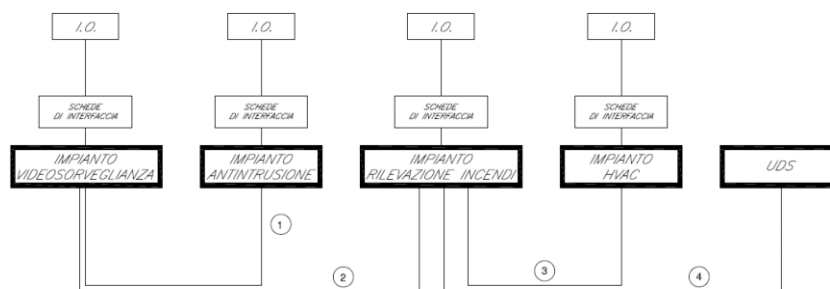 I.O.
I.O.
I.O.
I.O.
SCHEDE
DI INTERFACCIA
SCHEDE
DI INTERFACCIA
SCHEDE
DI INTERFACCIA
SCHEDE
DI INTERFACCIA
IMPIANTO
VIDEOSORVEGLIANZA
IMPIANTO
ANTINTRUSIONE
IMPIANTO
RILEVAZIONE INCENDI
IMPIANTO
HVAC
UDS
1
2
3
4